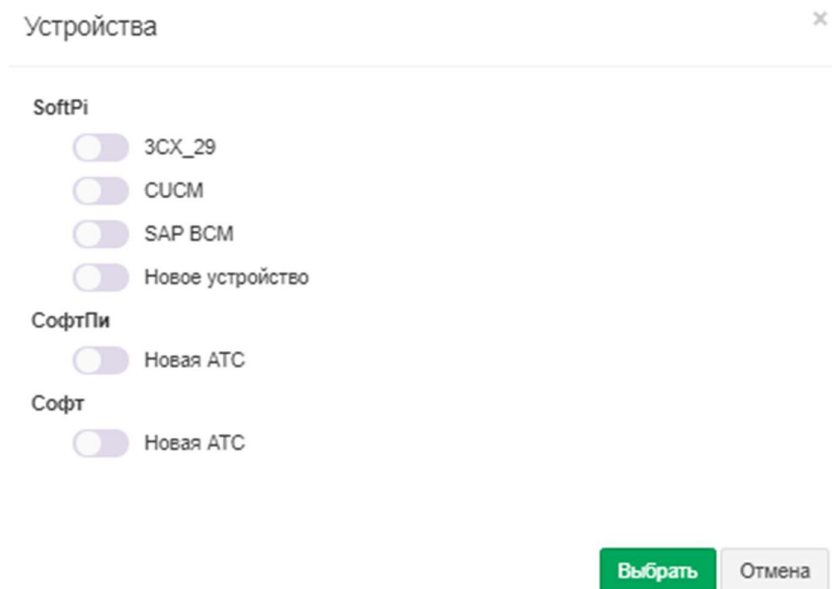 Устройства
SoftPi
3CX_29
CUCM
SAP BCM
Новое устройство
СофтПи
Новая АТС
Софт
Новая АТС
Выбрать Отмена